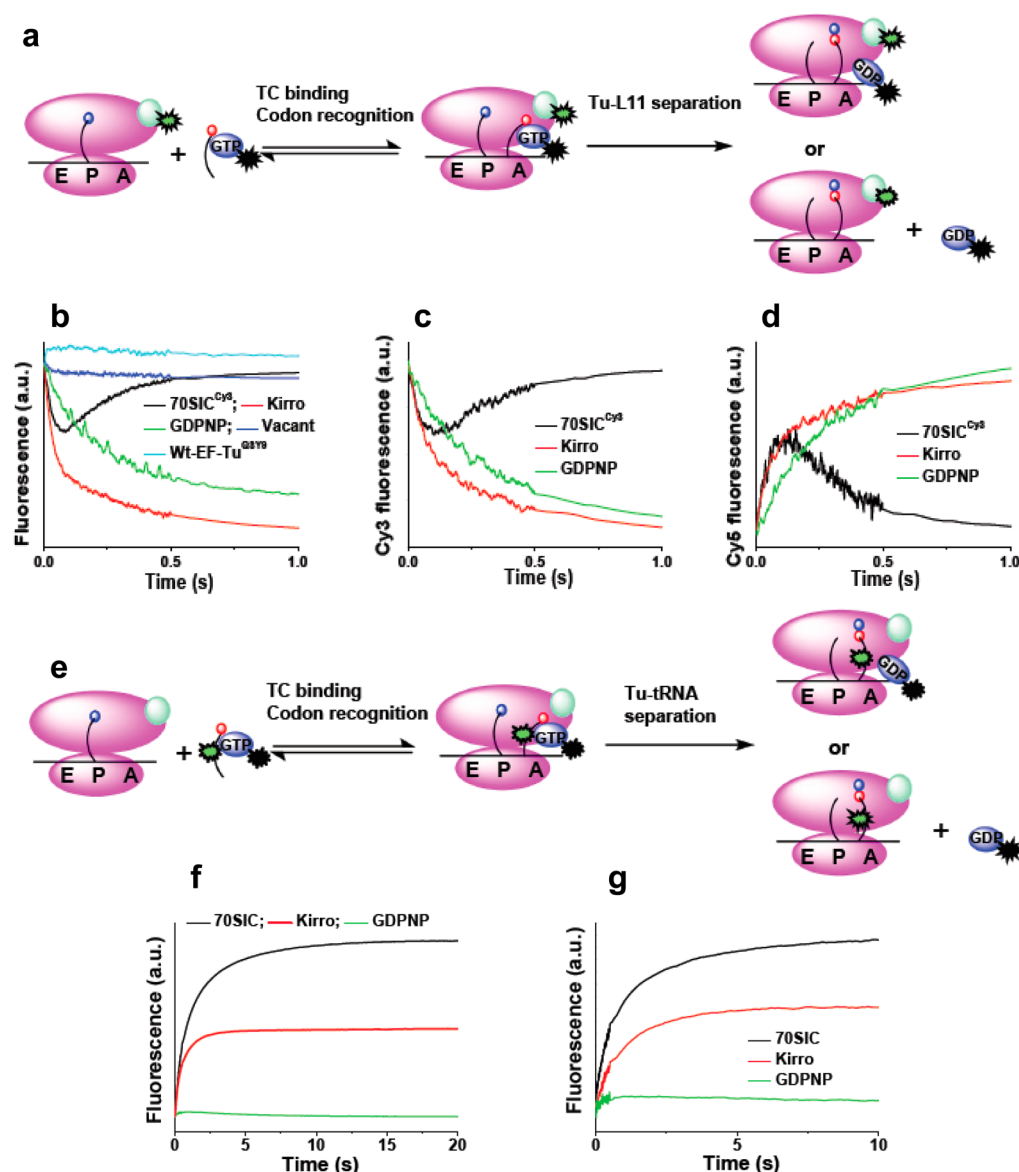 a
TC binding
Codon recognition
Tu-L11 separation
E P A
+
GTP
E P A
GTP
E P A
GDP
or
E P A
+
GDP
b
Fluorescence (a.u.)
70SIC^Cy3; Kirro
GDPNP; Vacant
Wt-EF-Tu^QSY9
0.0 0.5 1.0
Time (s)
c
Cy3 fluorescence (a.u.)
70SIC^Cy3
Kirro
GDPNP
0.0 0.5 1.0
Time (s)
d
Cy5 fluorescence (a.u.)
70SIC^Cy3
Kirro
GDPNP
0.0 0.5 1.0
Time (s)
e
TC binding
Codon recognition
Tu-tRNA
separation
E P A
+
GTP
E P A
GTP
E P A
GDP
or
E P A
+
GDP
f
70SIC; Kirro; GDPNP
Fluorescence (a.u.)
0 5 10 15 20
Time (s)
g
Fluorescence (a.u.)
70SIC
Kirro
GDPNP
0 5 10
Time (s)